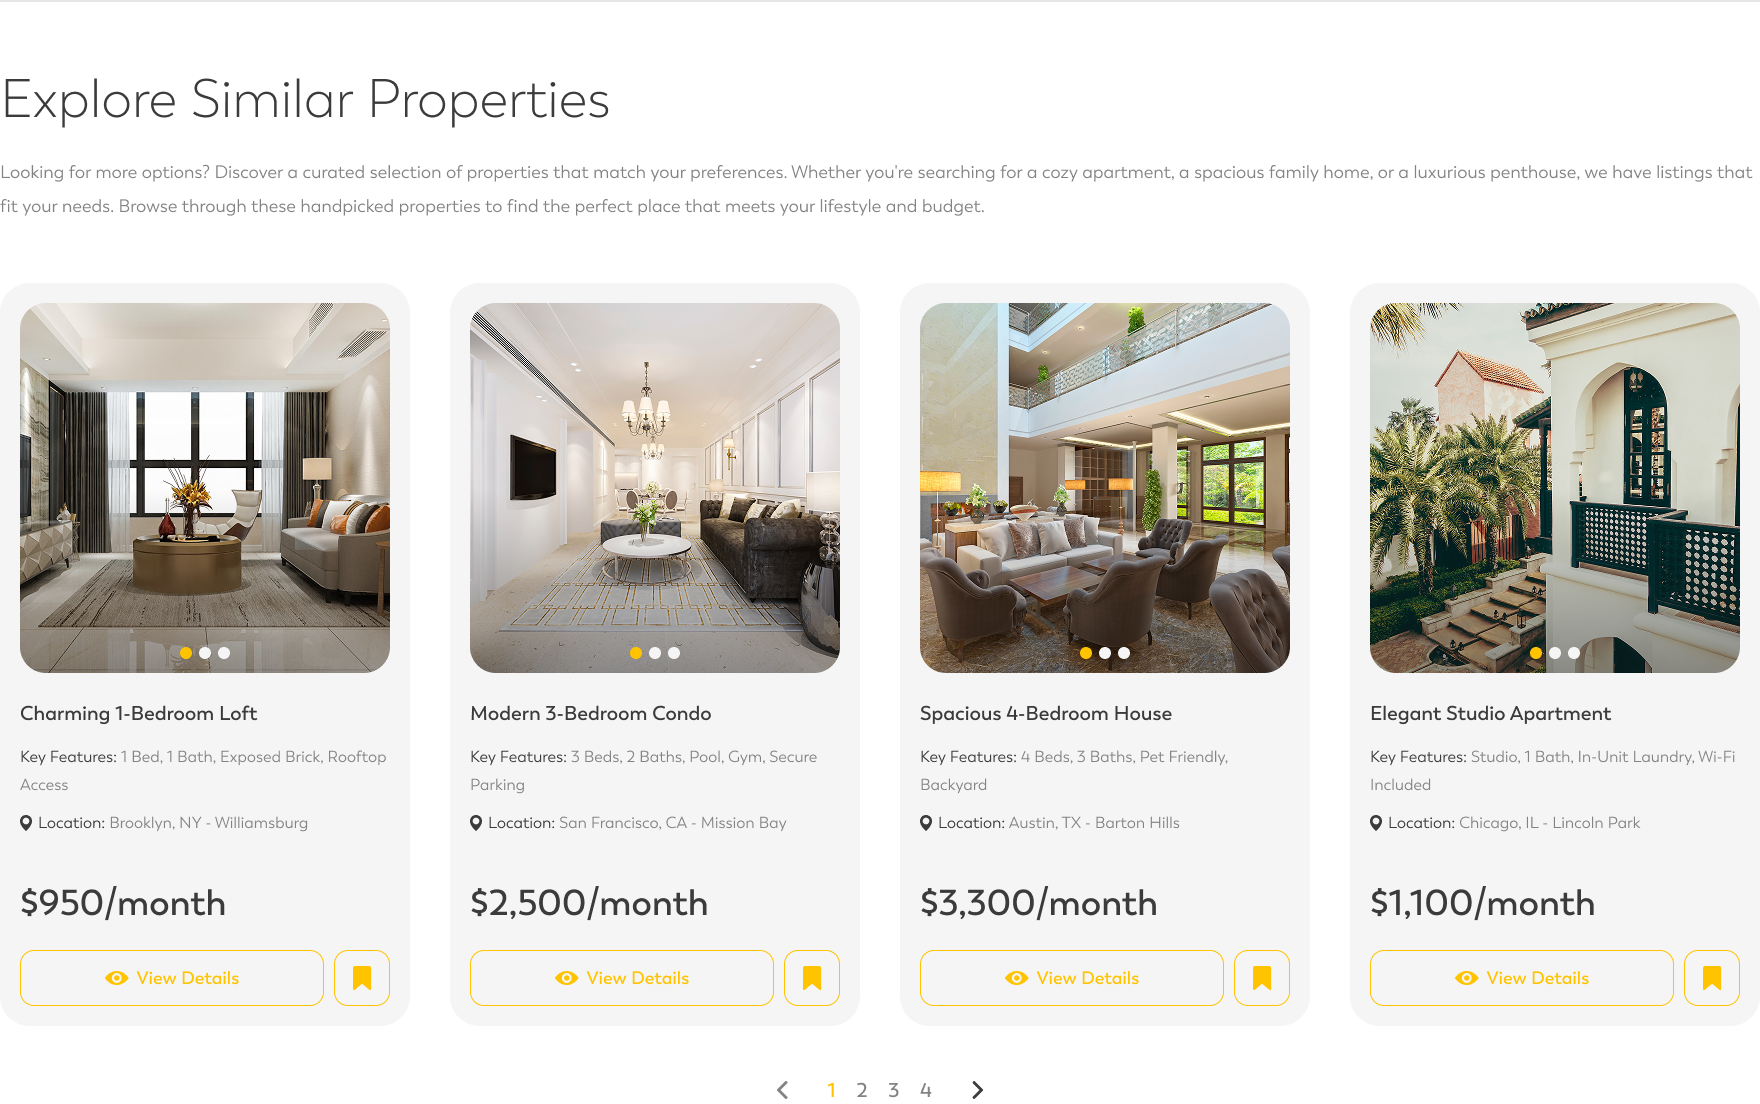 Explore Similar Properties
Looking for more options? Discover a curated selection of properties that match your preferences. Whether you're searching for a cozy apartment, a spacious family home, or a luxurious penthouse, we have listings that
fit your needs. Browse through these handpicked properties to find the perfect place that meets your lifestyle and budget.
Charming 1-Bedroom Loft
Key Features: 1 Bed, 1 Bath, Exposed Brick, Rooftop
Access
Location: Brooklyn, NY - Williamsburg
$950/month
View Details
Modern 3-Bedroom Condo
Key Features: 3 Beds, 2 Baths, Pool, Gym, Secure
Parking
Location: San Francisco, CA - Mission Bay
$2,500/month
View Details
Spacious 4-Bedroom House
Key Features: 4 Beds, 3 Baths, Pet Friendly,
Backyard
Location: Austin, TX - Barton Hills
$3,300/month
View Details
Elegant Studio Apartment
Key Features: Studio, 1 Bath, In-Unit Laundry, Wi-Fi
Included
Location: Chicago, IL - Lincoln Park
$1,100/month
View Details
1 2 3 4